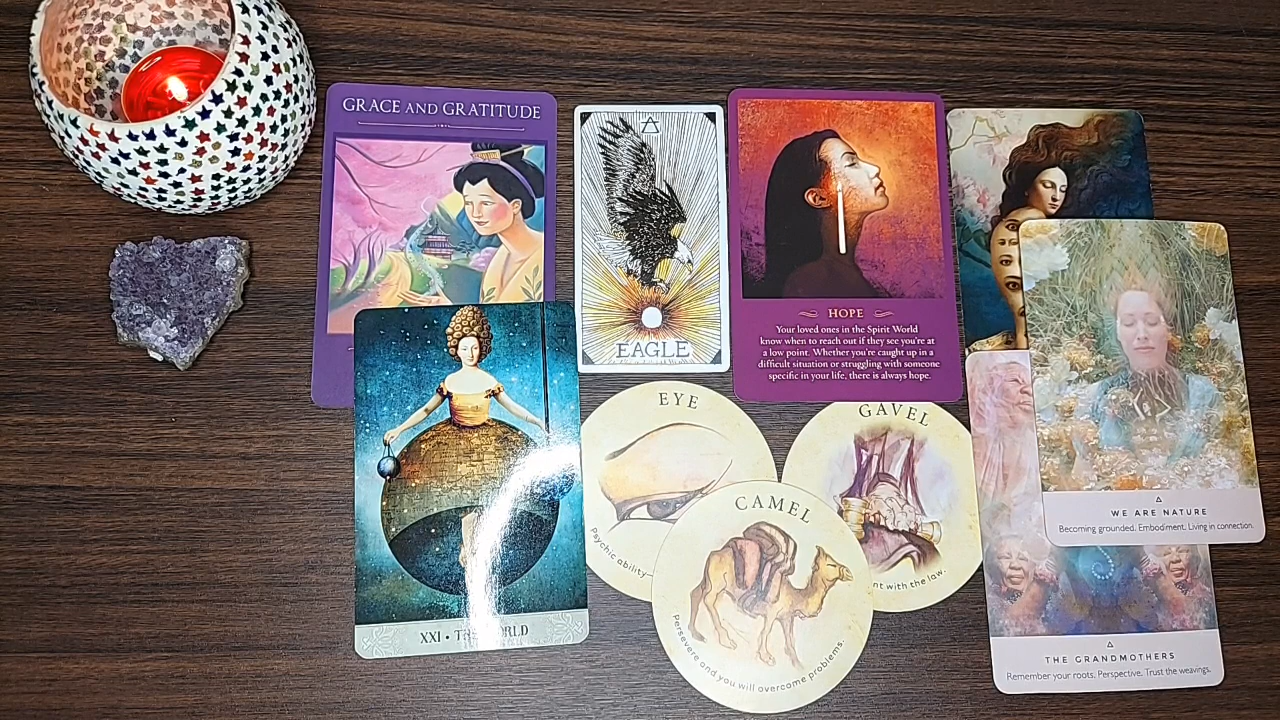 GRACE AND GRATITUDE
EAGLE
HOPE
Your loved ones in the Spirit World
know when to reach out if they see you're at
a low point. Whether you're caught up in a
difficult situation or struggling with someone
specific in your life, there is always hope.
XXI • THE WORLD
EYE
Psychic ability—
GAVEL
nt with the law.
CAMEL
Persevere and you will overcome problems.
WE ARE NATURE
Becoming grounded. Embodiment. Living in connection.
THE GRANDMOTHERS
Remember your roots. Perspective. Trust the weavings.